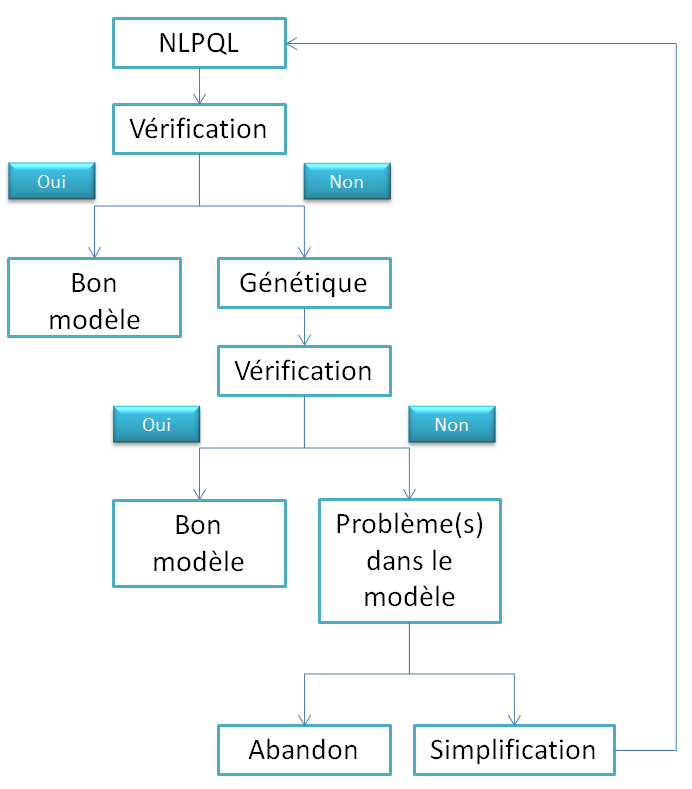 NLPQL
Vérification
Oui
Non
Bon
modèle
Génétique
Vérification
Oui
Non
Bon
modèle
Problème(s)
dans le
modèle
Abandon
Simplification